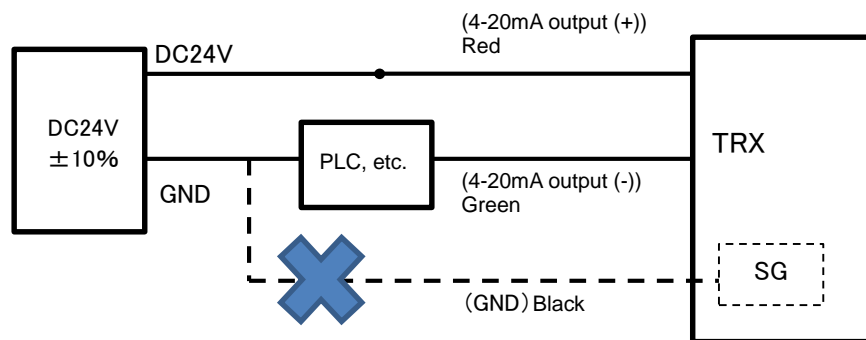 (4-20mA output (+))
Red
DC24V
DC24V
±10%
PLC, etc.
TRX
GND
(4-20mA output (-))
Green
SG
(GND) Black